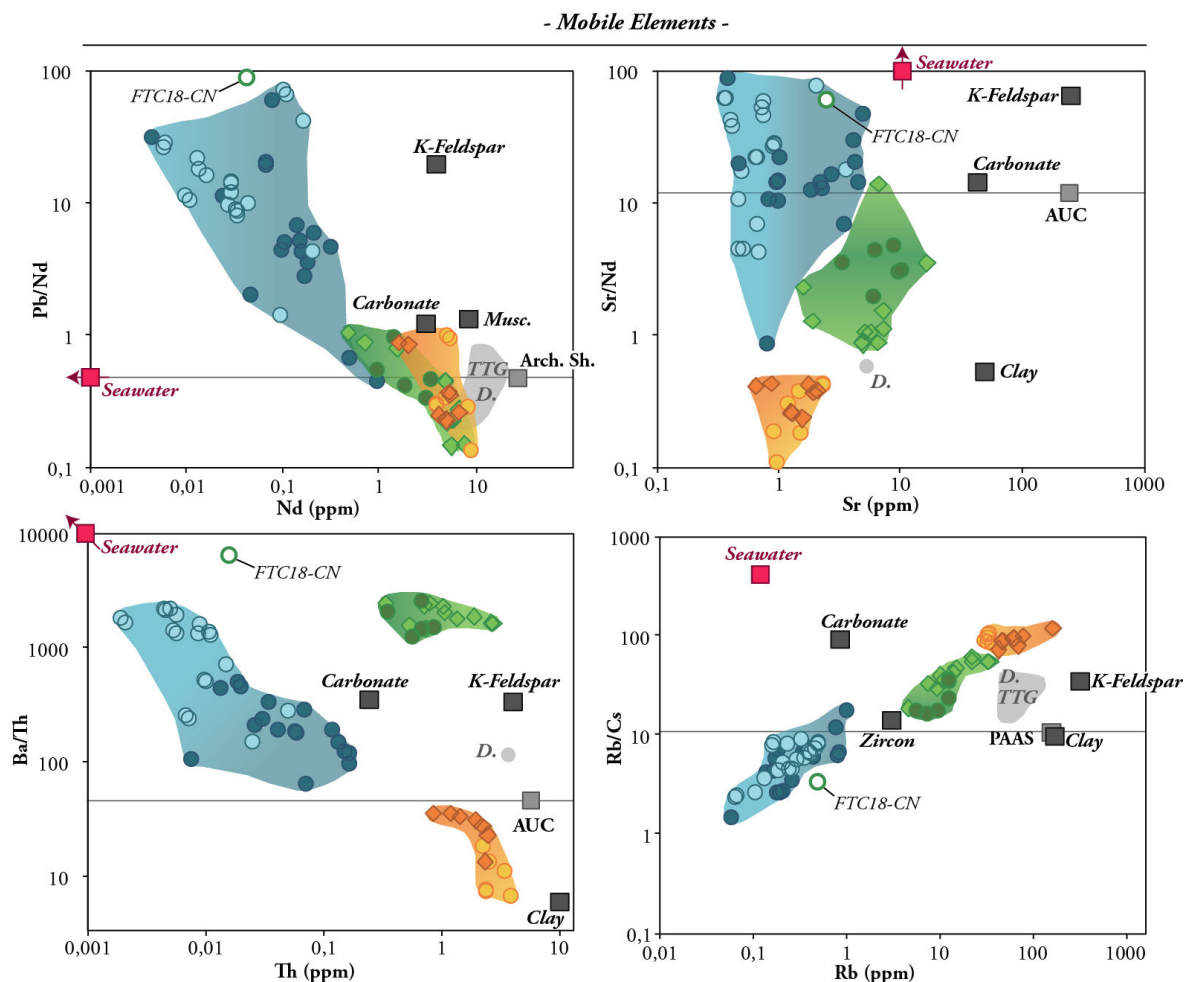 - Mobile Elements -
100
10
1
0,1
Pb/Nd
0,001
0,01
0,1
1
10
Nd (ppm)
FTC18-CN
K-Feldspar
Carbonate
Musc.
Arch. Sh.
TTG
D.
Seawater
100
10
1
0,1
Sr/Nd
0,1
1
10
100
1000
Sr (ppm)
Seawater
K-Feldspar
FTC18-CN
Carbonate
AUC
Clay
D.
10000
1000
100
10
Ba/Th
0,001
0,01
0,1
1
10
Th (ppm)
Seawater
FTC18-CN
Carbonate
K-Feldspar
D.
AUC
Clay
1000
100
10
1
0,1
Rb/Cs
0,01
0,1
1
10
100
1000
Rb (ppm)
Seawater
Carbonate
K-Feldspar
D.
TTG
Zircon
PAAS
Clay
FTC18-CN